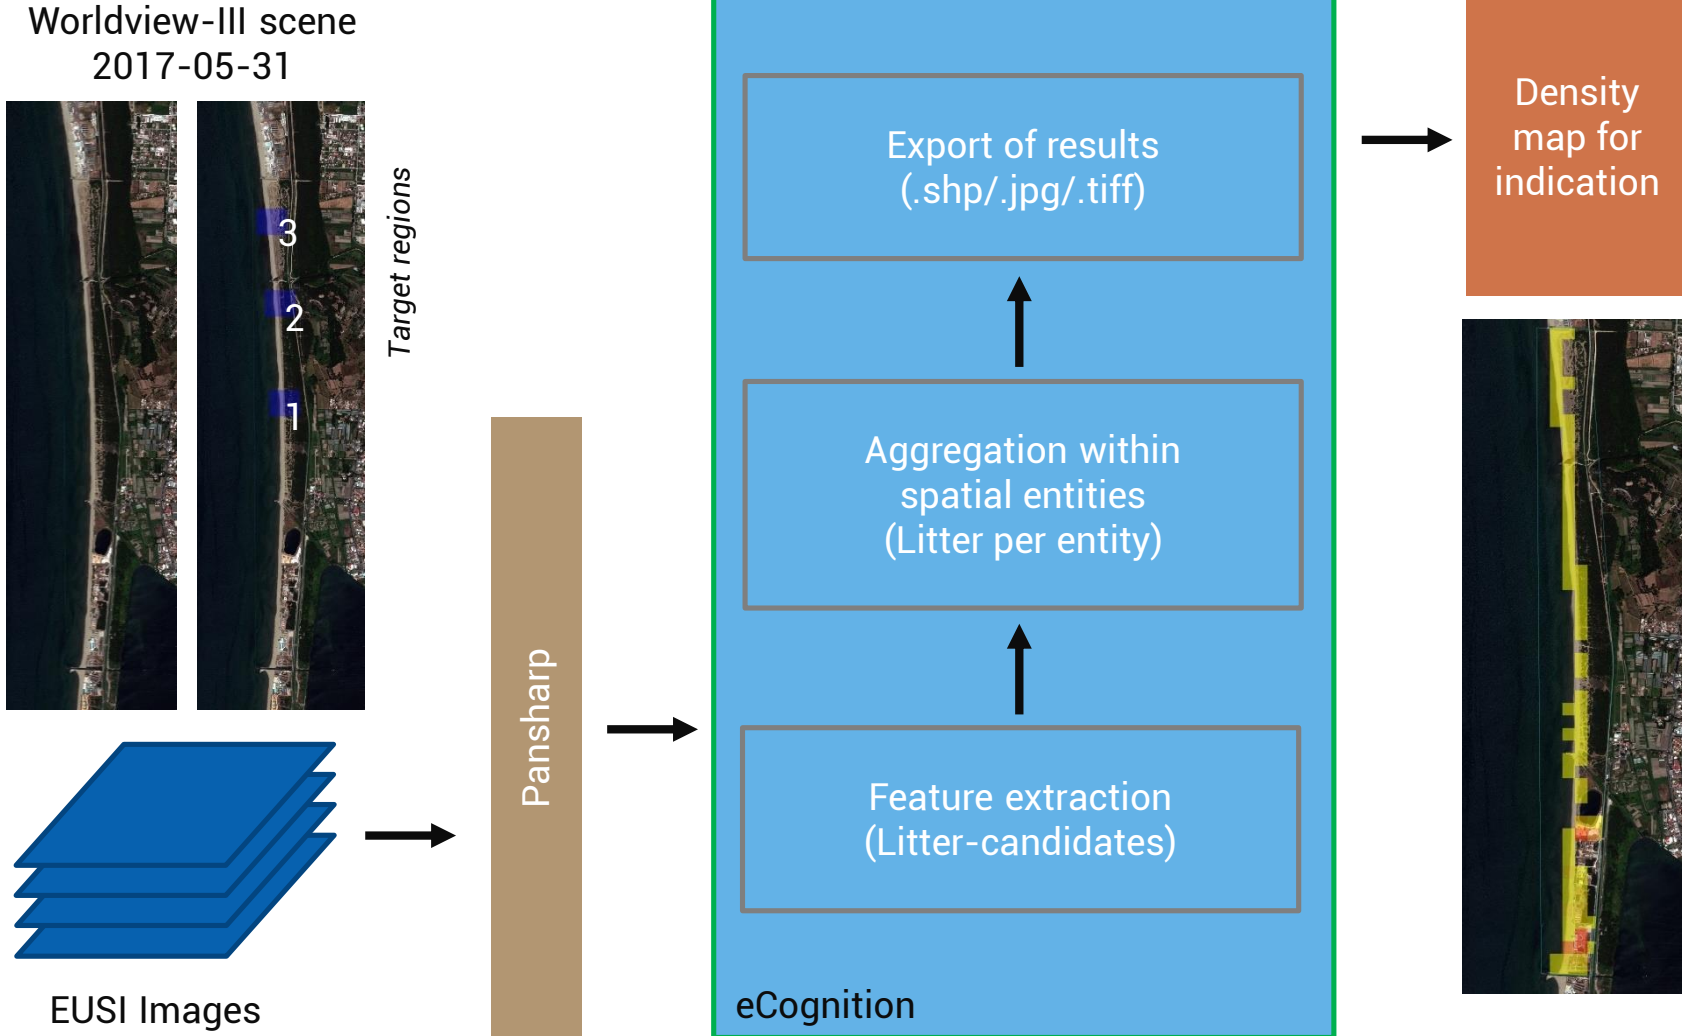 Worldview-III scene
2017-05-31
3
2
1
Target regions
EUSI Images
Pansharp
Export of results
(.shp/.jpg/.tiff)
Aggregation within
spatial entities
(Litter per entity)
Feature extraction
(Litter-candidates)
eCognition
Density
map for
indication